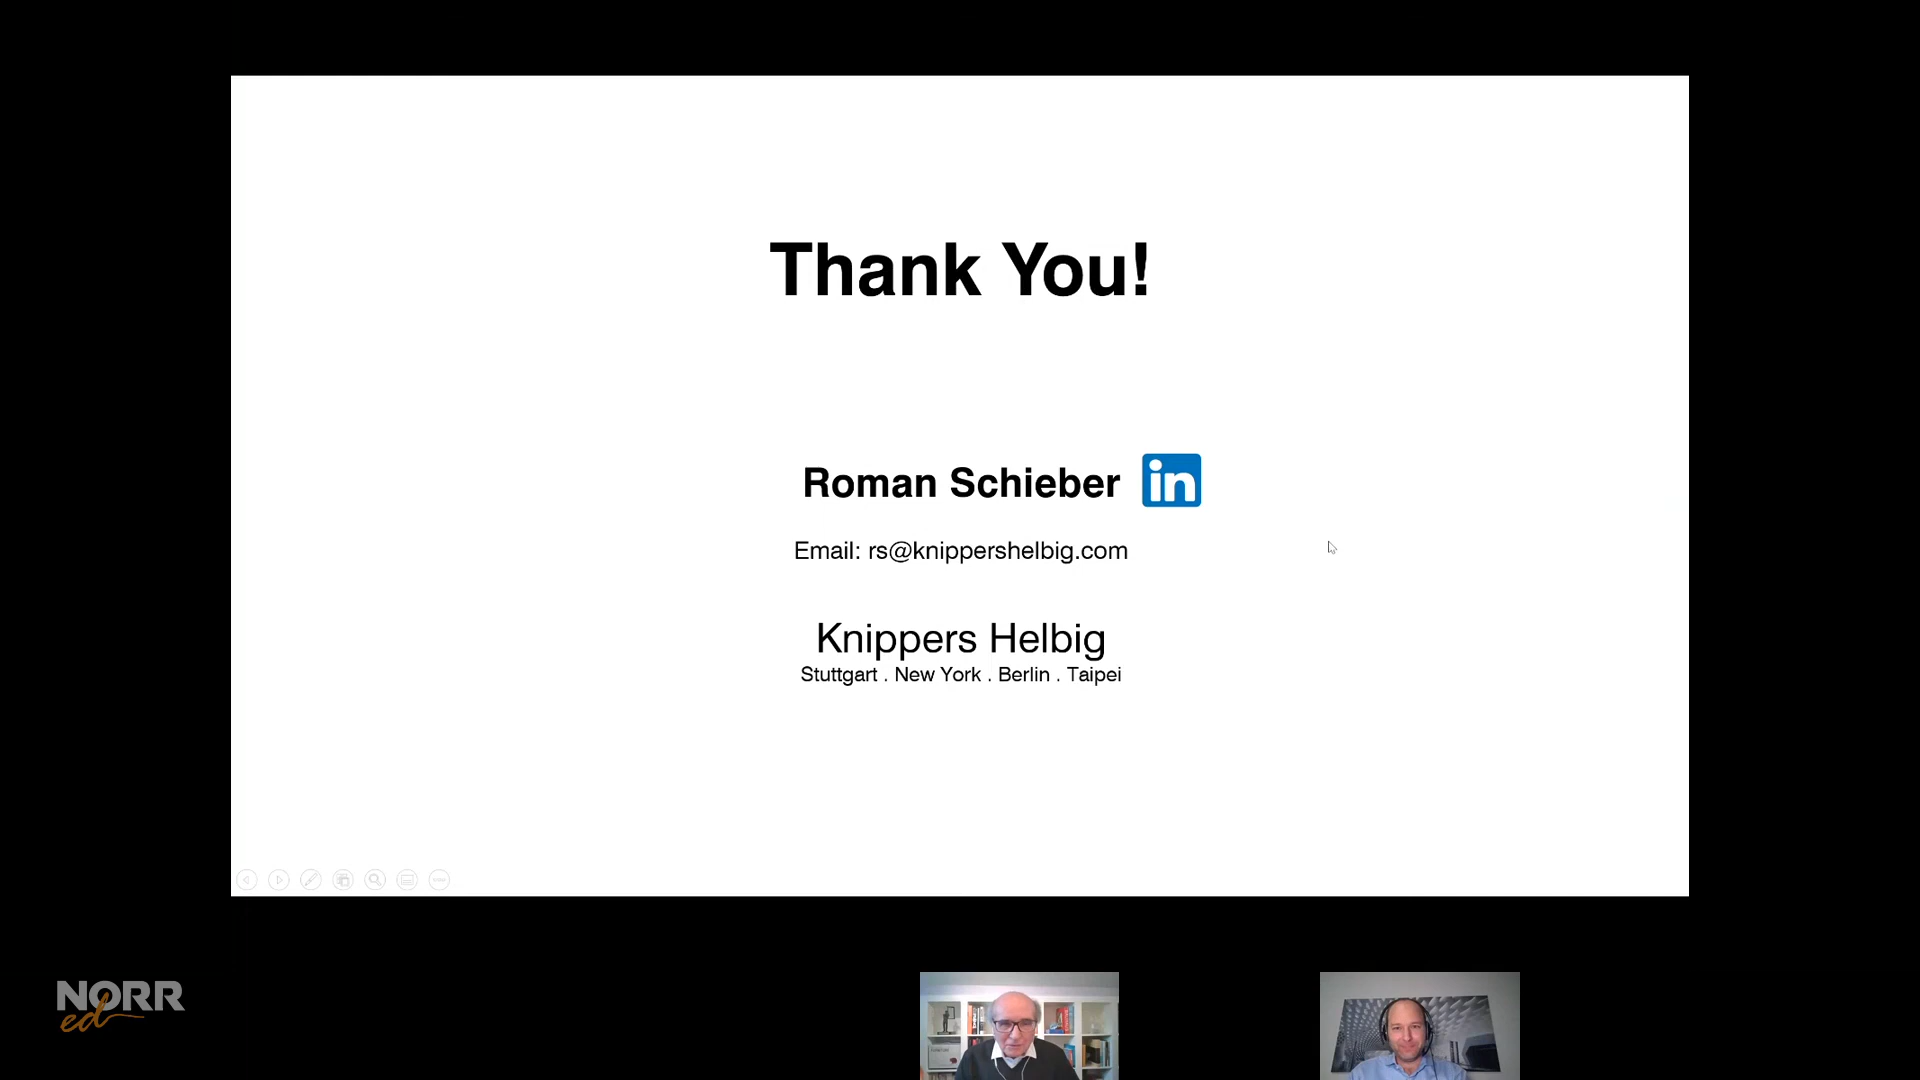 Thank You!
Roman Schieber in
Email: rs@knippershelbig.com
Knippers Helbig
Stuttgart . New York . Berlin . Taipei
NORR
ed